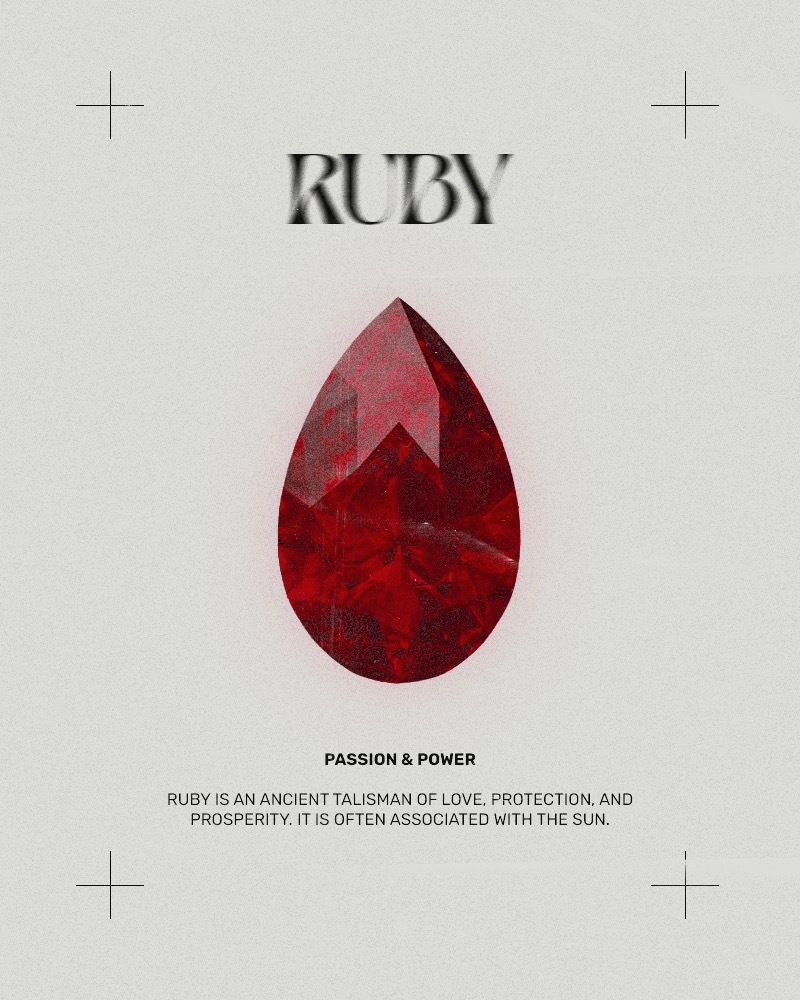 RUBY
PASSION & POWER
RUBY IS AN ANCIENT TALISMAN OF LOVE, PROTECTION, AND
PROSPERITY. IT IS OFTEN ASSOCIATED WITH THE SUN.